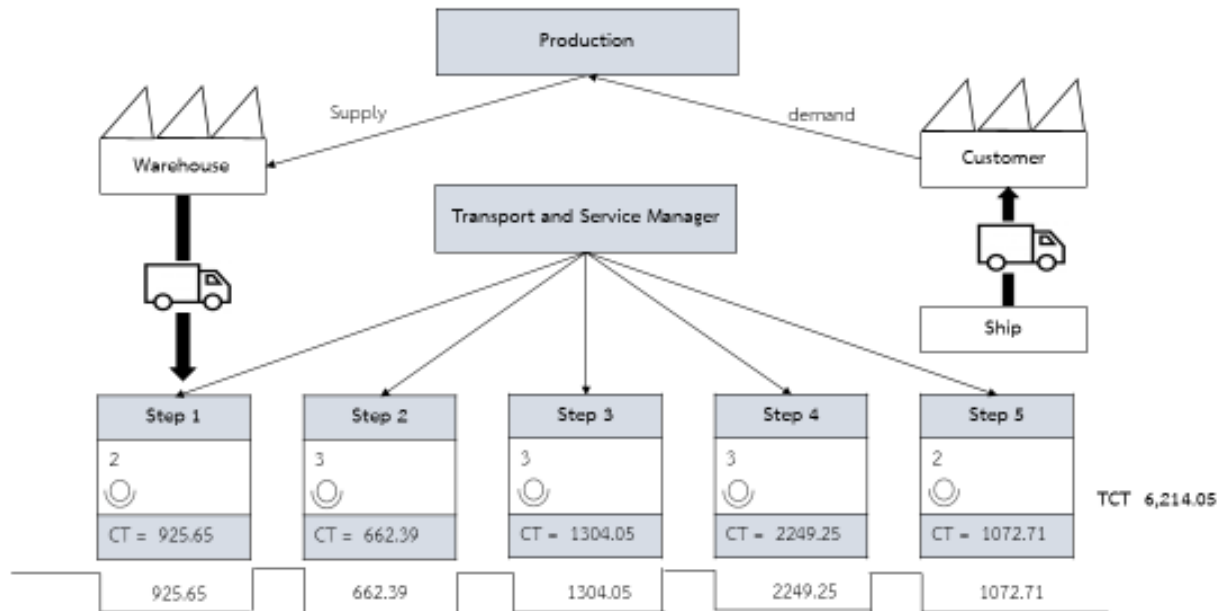 Production
Supply
demand
Warehouse
Customer
Transport and Service Manager
Ship
Step 1
Step 2
Step 3
Step 4
Step 5
2
3
3
3
2
TCT 6,214.05
CT = 925.65
CT = 662.39
CT = 1304.05
CT = 2249.25
CT = 1072.71
925.65
662.39
1304.05
2249.25
1072.71